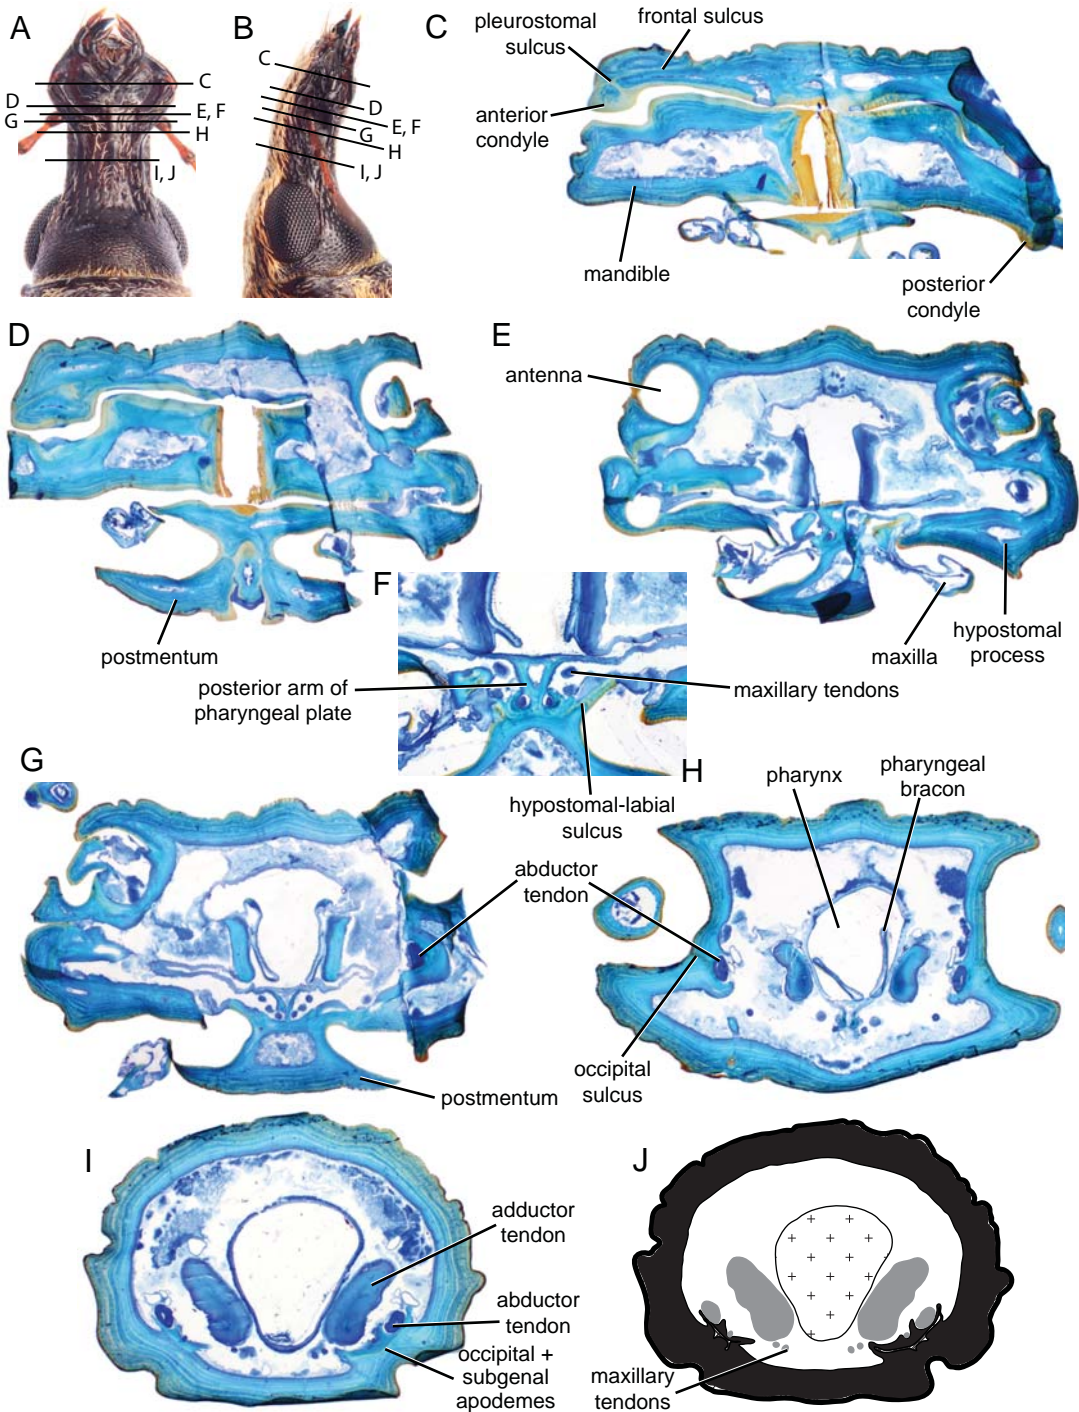 A
B
C
D
E, F
G
H
I, J
C
D
E, F
G
H
I, J
C
pleurostomal
sulcus
frontal sulcus
anterior
condyle
mandible
posterior
condyle
D
postmentum
E
antenna
maxilla
hypostomal
process
F
posterior arm of
pharyngeal plate
maxillary tendons
hypostomal-labial
sulcus
G
abductor
tendon
postmentum
H
pharynx
pharyngeal
bracon
occipital
sulcus
I
adductor
tendon
abductor
tendon
occipital +
subgenal
apodemes
J
maxillary
tendons